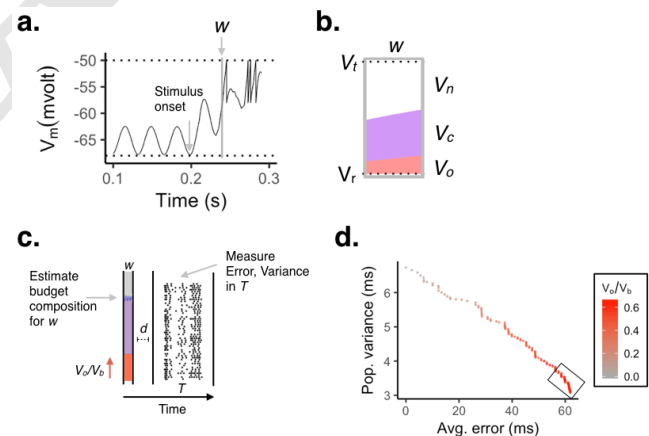 a.
w
-50
-55
-60
-65
Vm(mvolt)
Stimulus
onset
0.1
0.2
0.3
Time (s)
b.
w
Vt
Vn
Vc
Vo
Vr
c.
w
Estimate
budget
composition
for w
d
Vo/Vb
Measure
Error, Variance
in T
T
Time
d.
Pop. variance (ms)
6
5
4
3
0
20
40
60
Avg. error (ms)
Vo/Vb
0.6
0.4
0.2
0.0